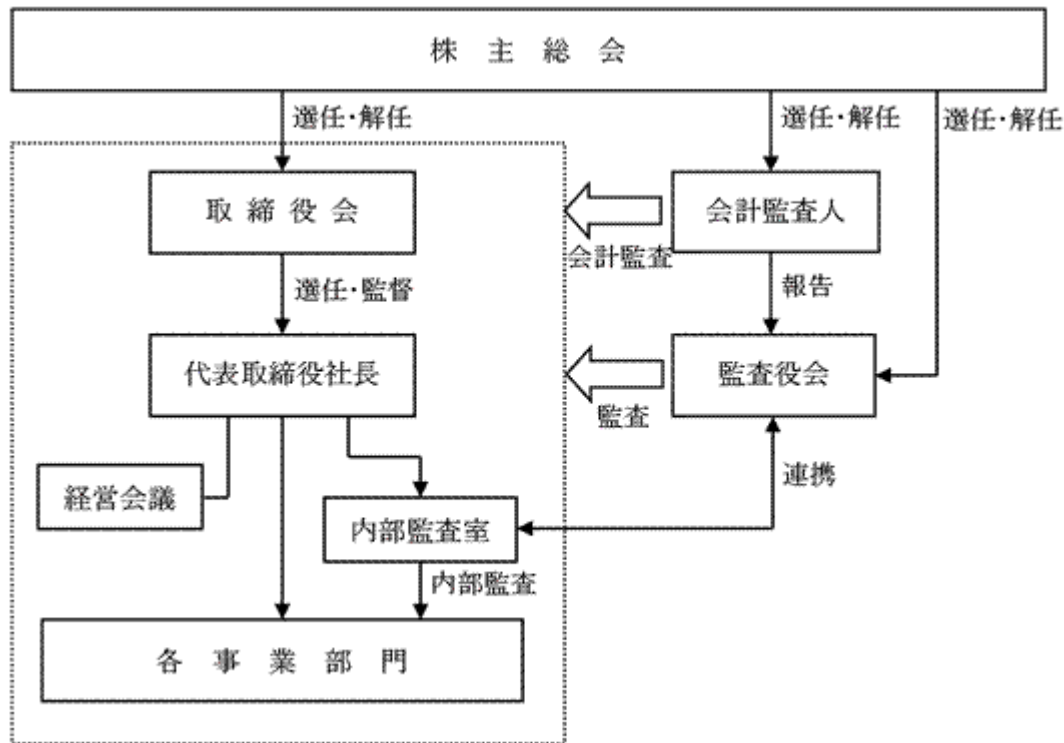 株主総会
選任・解任
選任・解任
選任・解任
取締役会
会計監査人
会計監査
選任・監督
報告
代表取締役社長
監査役会
監査
経営会議
連携
内部監査室
内部監査
各事業部門